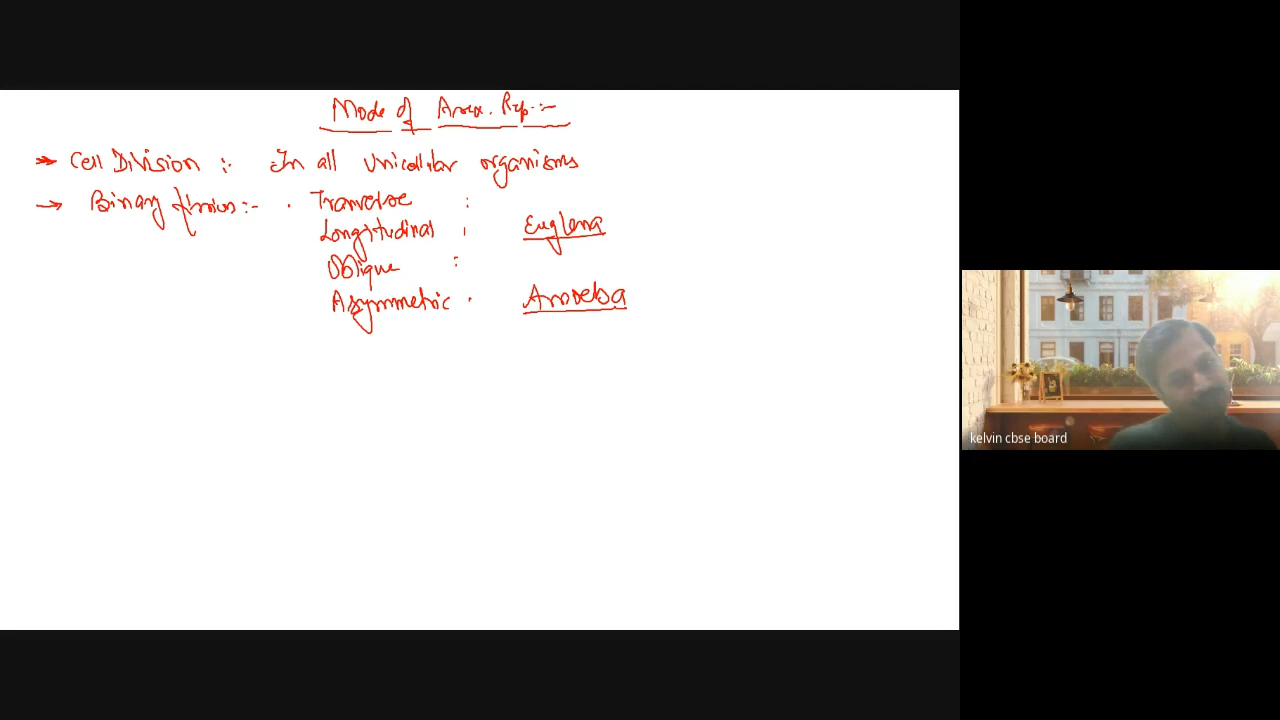 Mode of Asex. Rep. :-
→ Cell Division :- In all Unicellular organisms
→ Binary fission :- . Transverse :
Longitudinal : Euglena
Oblique :
Asymmetric . Amoeba
kelvin cbse board